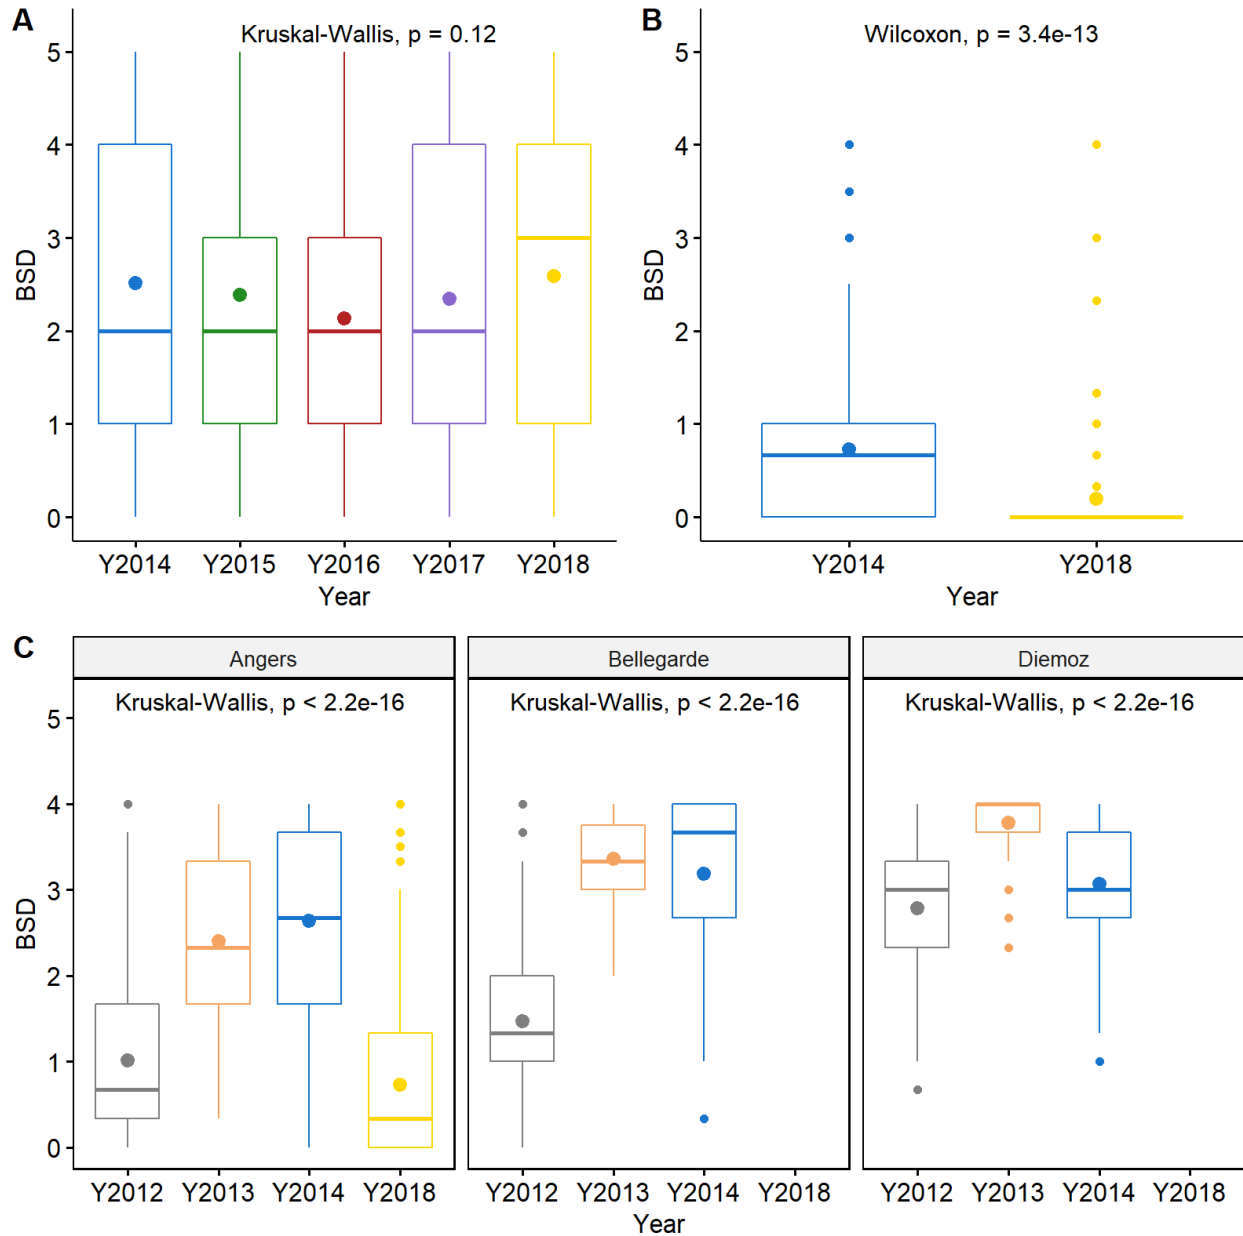 A
Kruskal-Wallis, p = 0.12
5
4
3
2
1
0
BSD
Y2014 Y2015 Y2016 Y2017 Y2018
Year
B
Wilcoxon, p = 3.4e-13
5
4
3
2
1
0
BSD
Y2014 Y2018
Year
C
Angers Bellegarde Diemoz
Kruskal-Wallis, p < 2.2e-16 Kruskal-Wallis, p < 2.2e-16 Kruskal-Wallis, p < 2.2e-16
5
4
3
2
1
0
BSD
Y2012 Y2013 Y2014 Y2018 Y2012 Y2013 Y2014 Y2018 Y2012 Y2013 Y2014 Y2018
Year